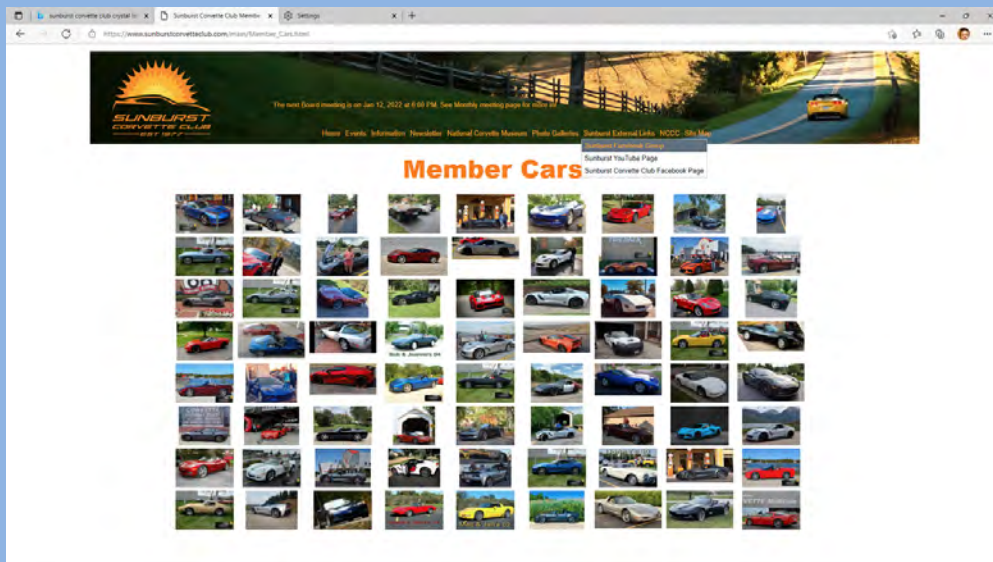 sunburst corvette club crystal la
Sunburst Corvette Club Membe
Settings
https://www.sunburstcorvetteclub.com/main/Member_Cars.html
SUNBURST
CORVETTE CLUB
EST 1977
The next Board meeting is on Jan 12, 2022 at 6:00 PM. See Monthly meeting page for more inf
Home Events Information Newsletter National Corvette Museum Photo Galleries Sunburst External Links NCCC Site Map
Sunburst Facebook Group
Sunburst YouTube Page
Sunburst Corvette Club Facebook Page
Member Cars